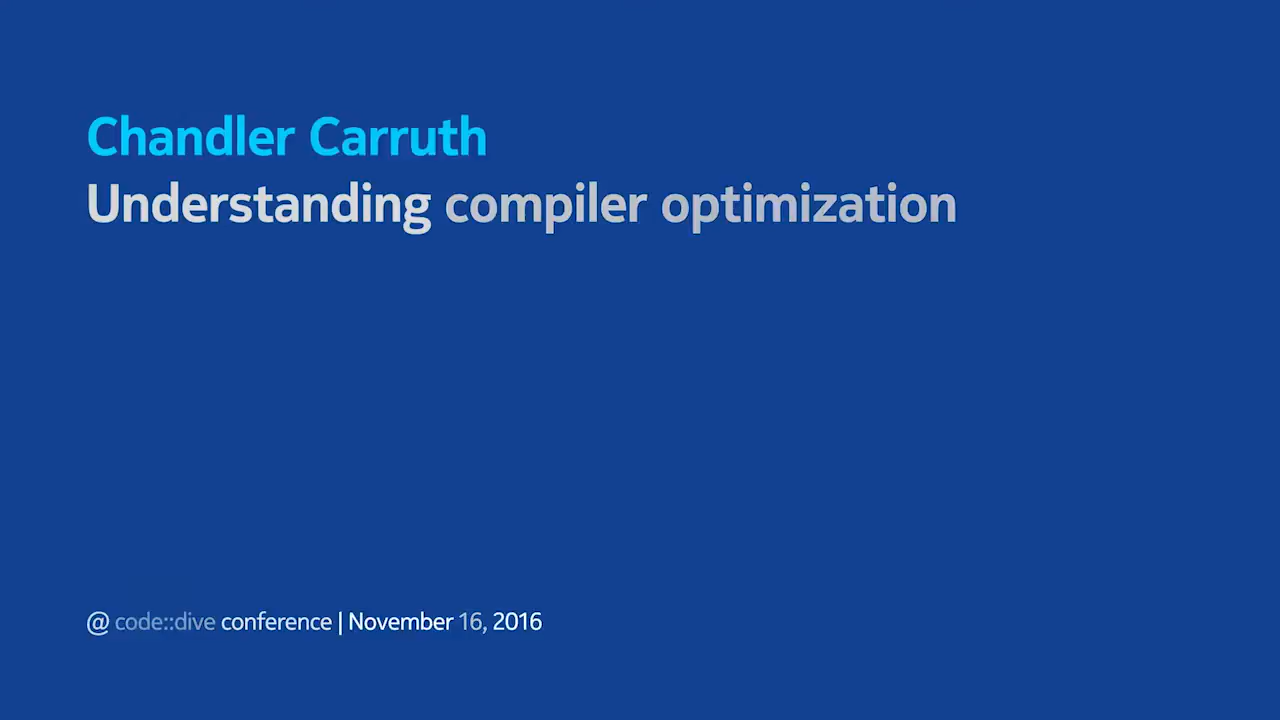 Chandler Carruth
Understanding compiler optimization
@ code::dive conference | November 16, 2016